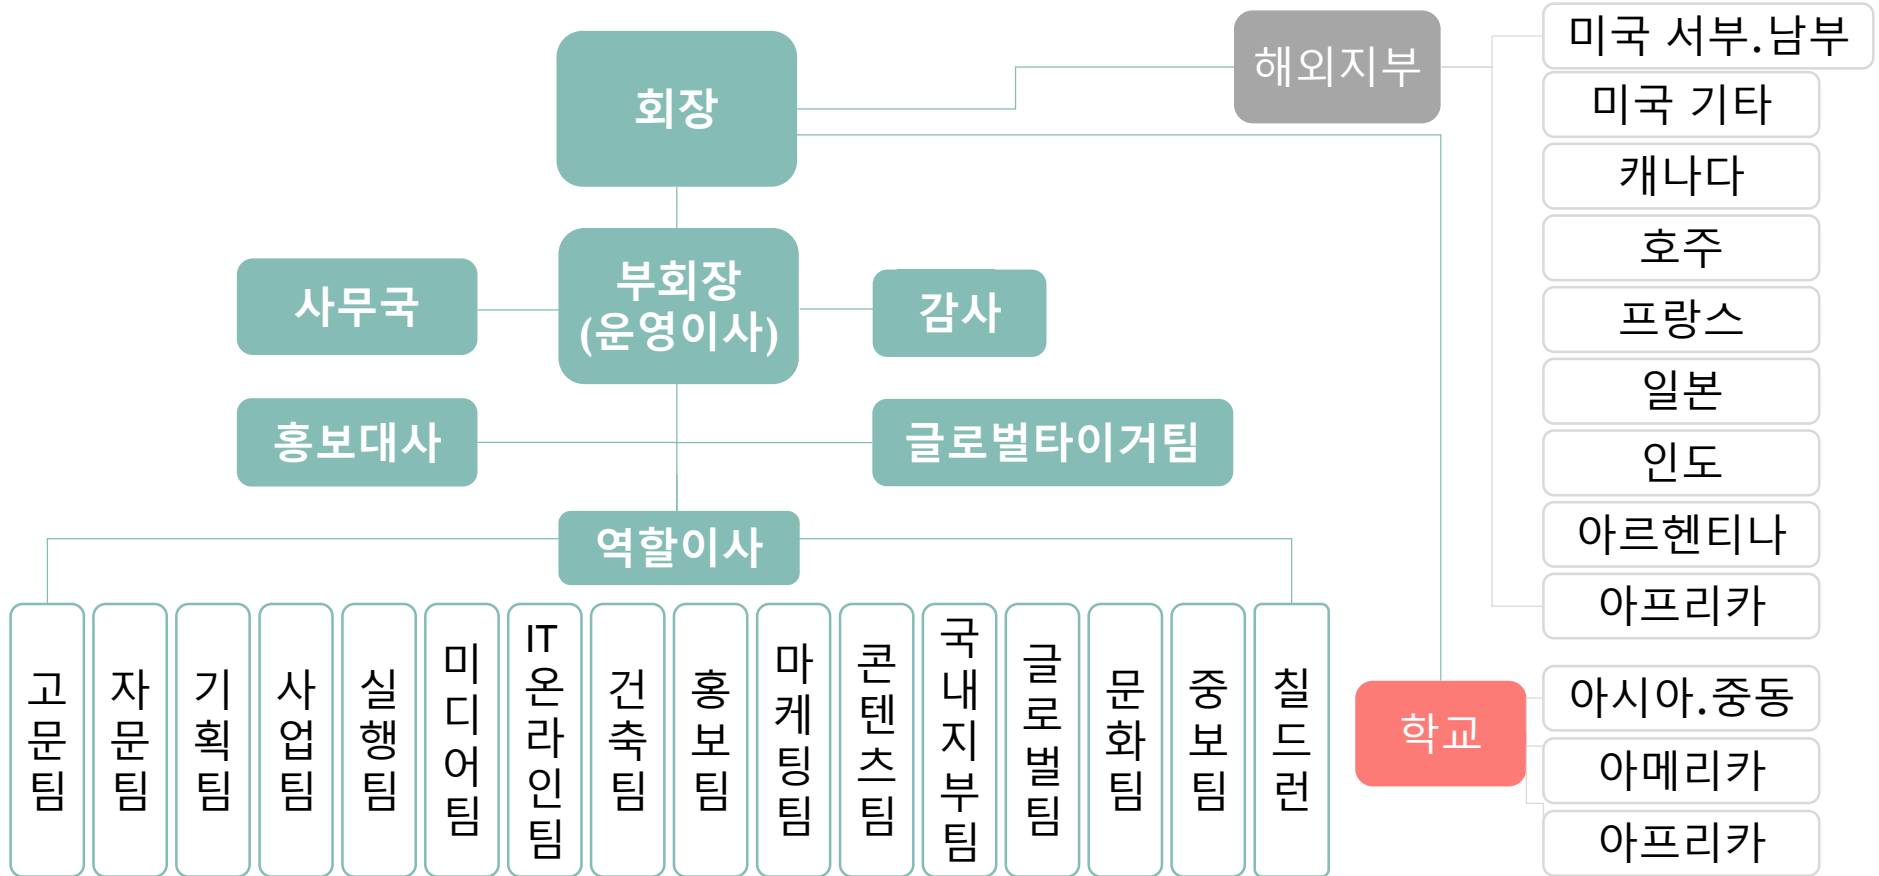 회장
해외지부
미국 서부.남부
미국 기타
캐나다
호주
프랑스
일본
인도
아르헨티나
아프리카
사무국
부회장
(운영이사)
감사
홍보대사
글로벌타이거팀
역할이사
고문팀
자문팀
기획팀
사업팀
실행팀
미디어팀
IT온라인팀
건축팀
홍보팀
마케팅팀
콘텐츠팀
국내지부팀
글로벌팀
문화팀
중보팀
칠드런
학교
아시아.중동
아메리카
아프리카